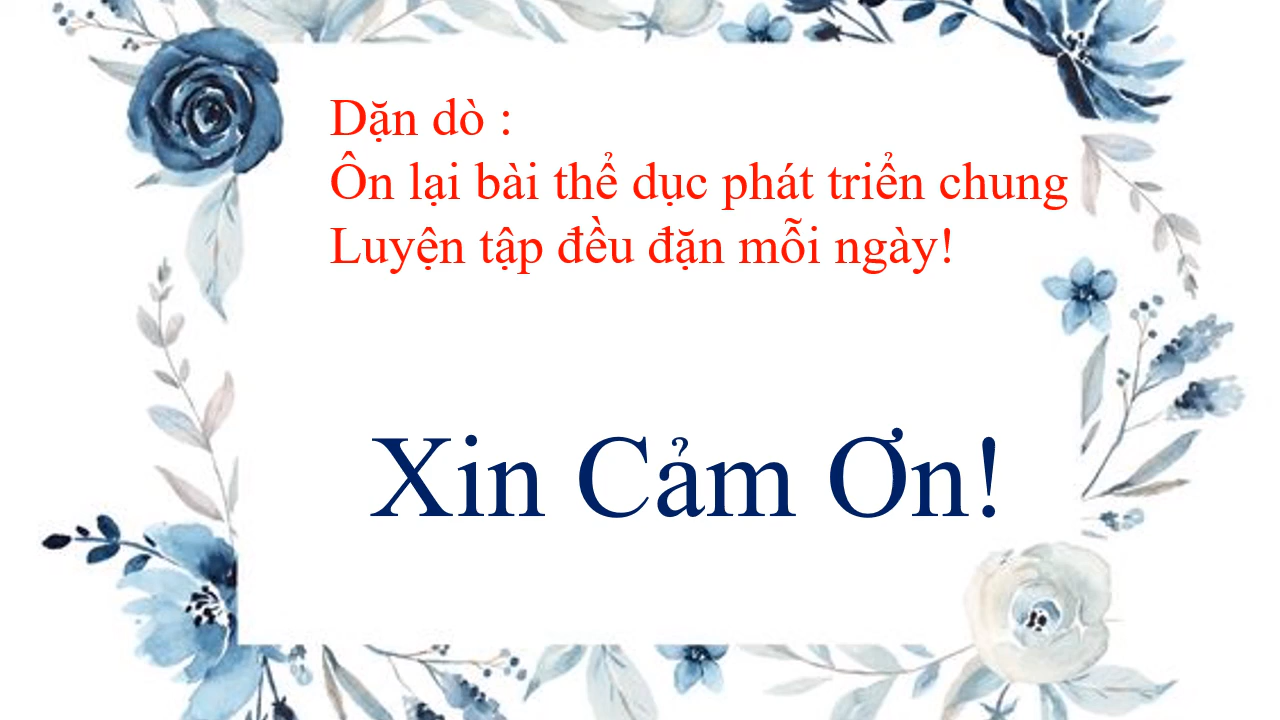 Dặn dò :
Ôn lại bài thể dục phát triển chung
Luyện tập đều đặn mỗi ngày!
Xin Cảm Ơn!